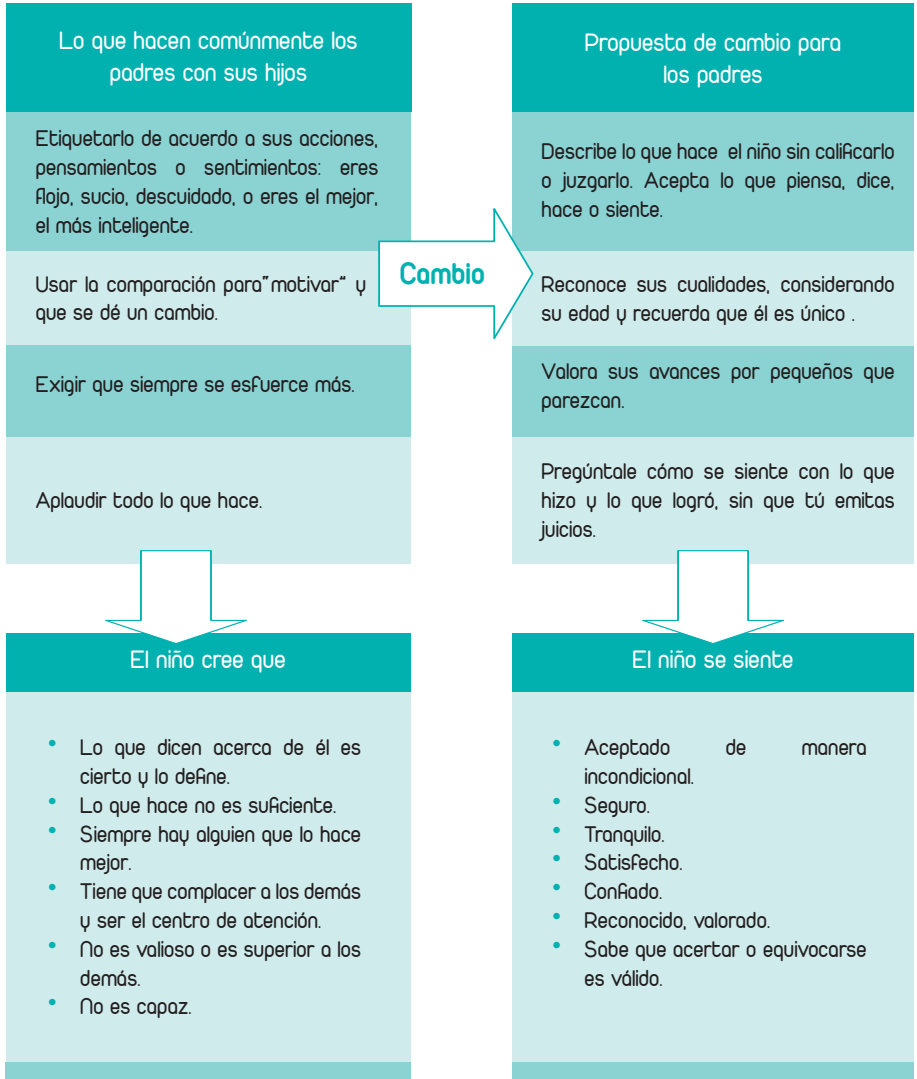 Lo que hacen comúnmente los
padres con sus hijos
Etiquetarlo de acuerdo a sus acciones,
pensamientos o sentimientos: eres
flojo, sucio, descuidado, o eres el mejor,
el más inteligente.
Usar la comparación para"motivar" y
que se dé un cambio.
Exigir que siempre se esfuerce más.
Aplaudir todo lo que hace.
Cambio
Propuesta de cambio para
los padres
Describe lo que hace el niño sin calificarlo
o juzgarlo. Acepta lo que piensa, dice,
hace o siente.
Reconoce sus cualidades, considerando
su edad y recuerda que él es único .
Valora sus avances por pequeños que
parezcan.
Pregúntale cómo se siente con lo que
hizo y lo que logró, sin que tú emitas
juicios.
El niño cree que
• Lo que dicen acerca de él es
cierto y lo define.
• Lo que hace no es suficiente.
• Siempre hay alguien que lo hace
mejor.
• Tiene que complacer a los demás
y ser el centro de atención.
• No es valioso o es superior a los
demás.
• No es capaz.
El niño se siente
• Aceptado de manera
incondicional.
• Seguro.
• Tranquilo.
• Satisfecho.
• Confiado.
• Reconocido, valorado.
• Sabe que acertar o equivocarse
es válido.